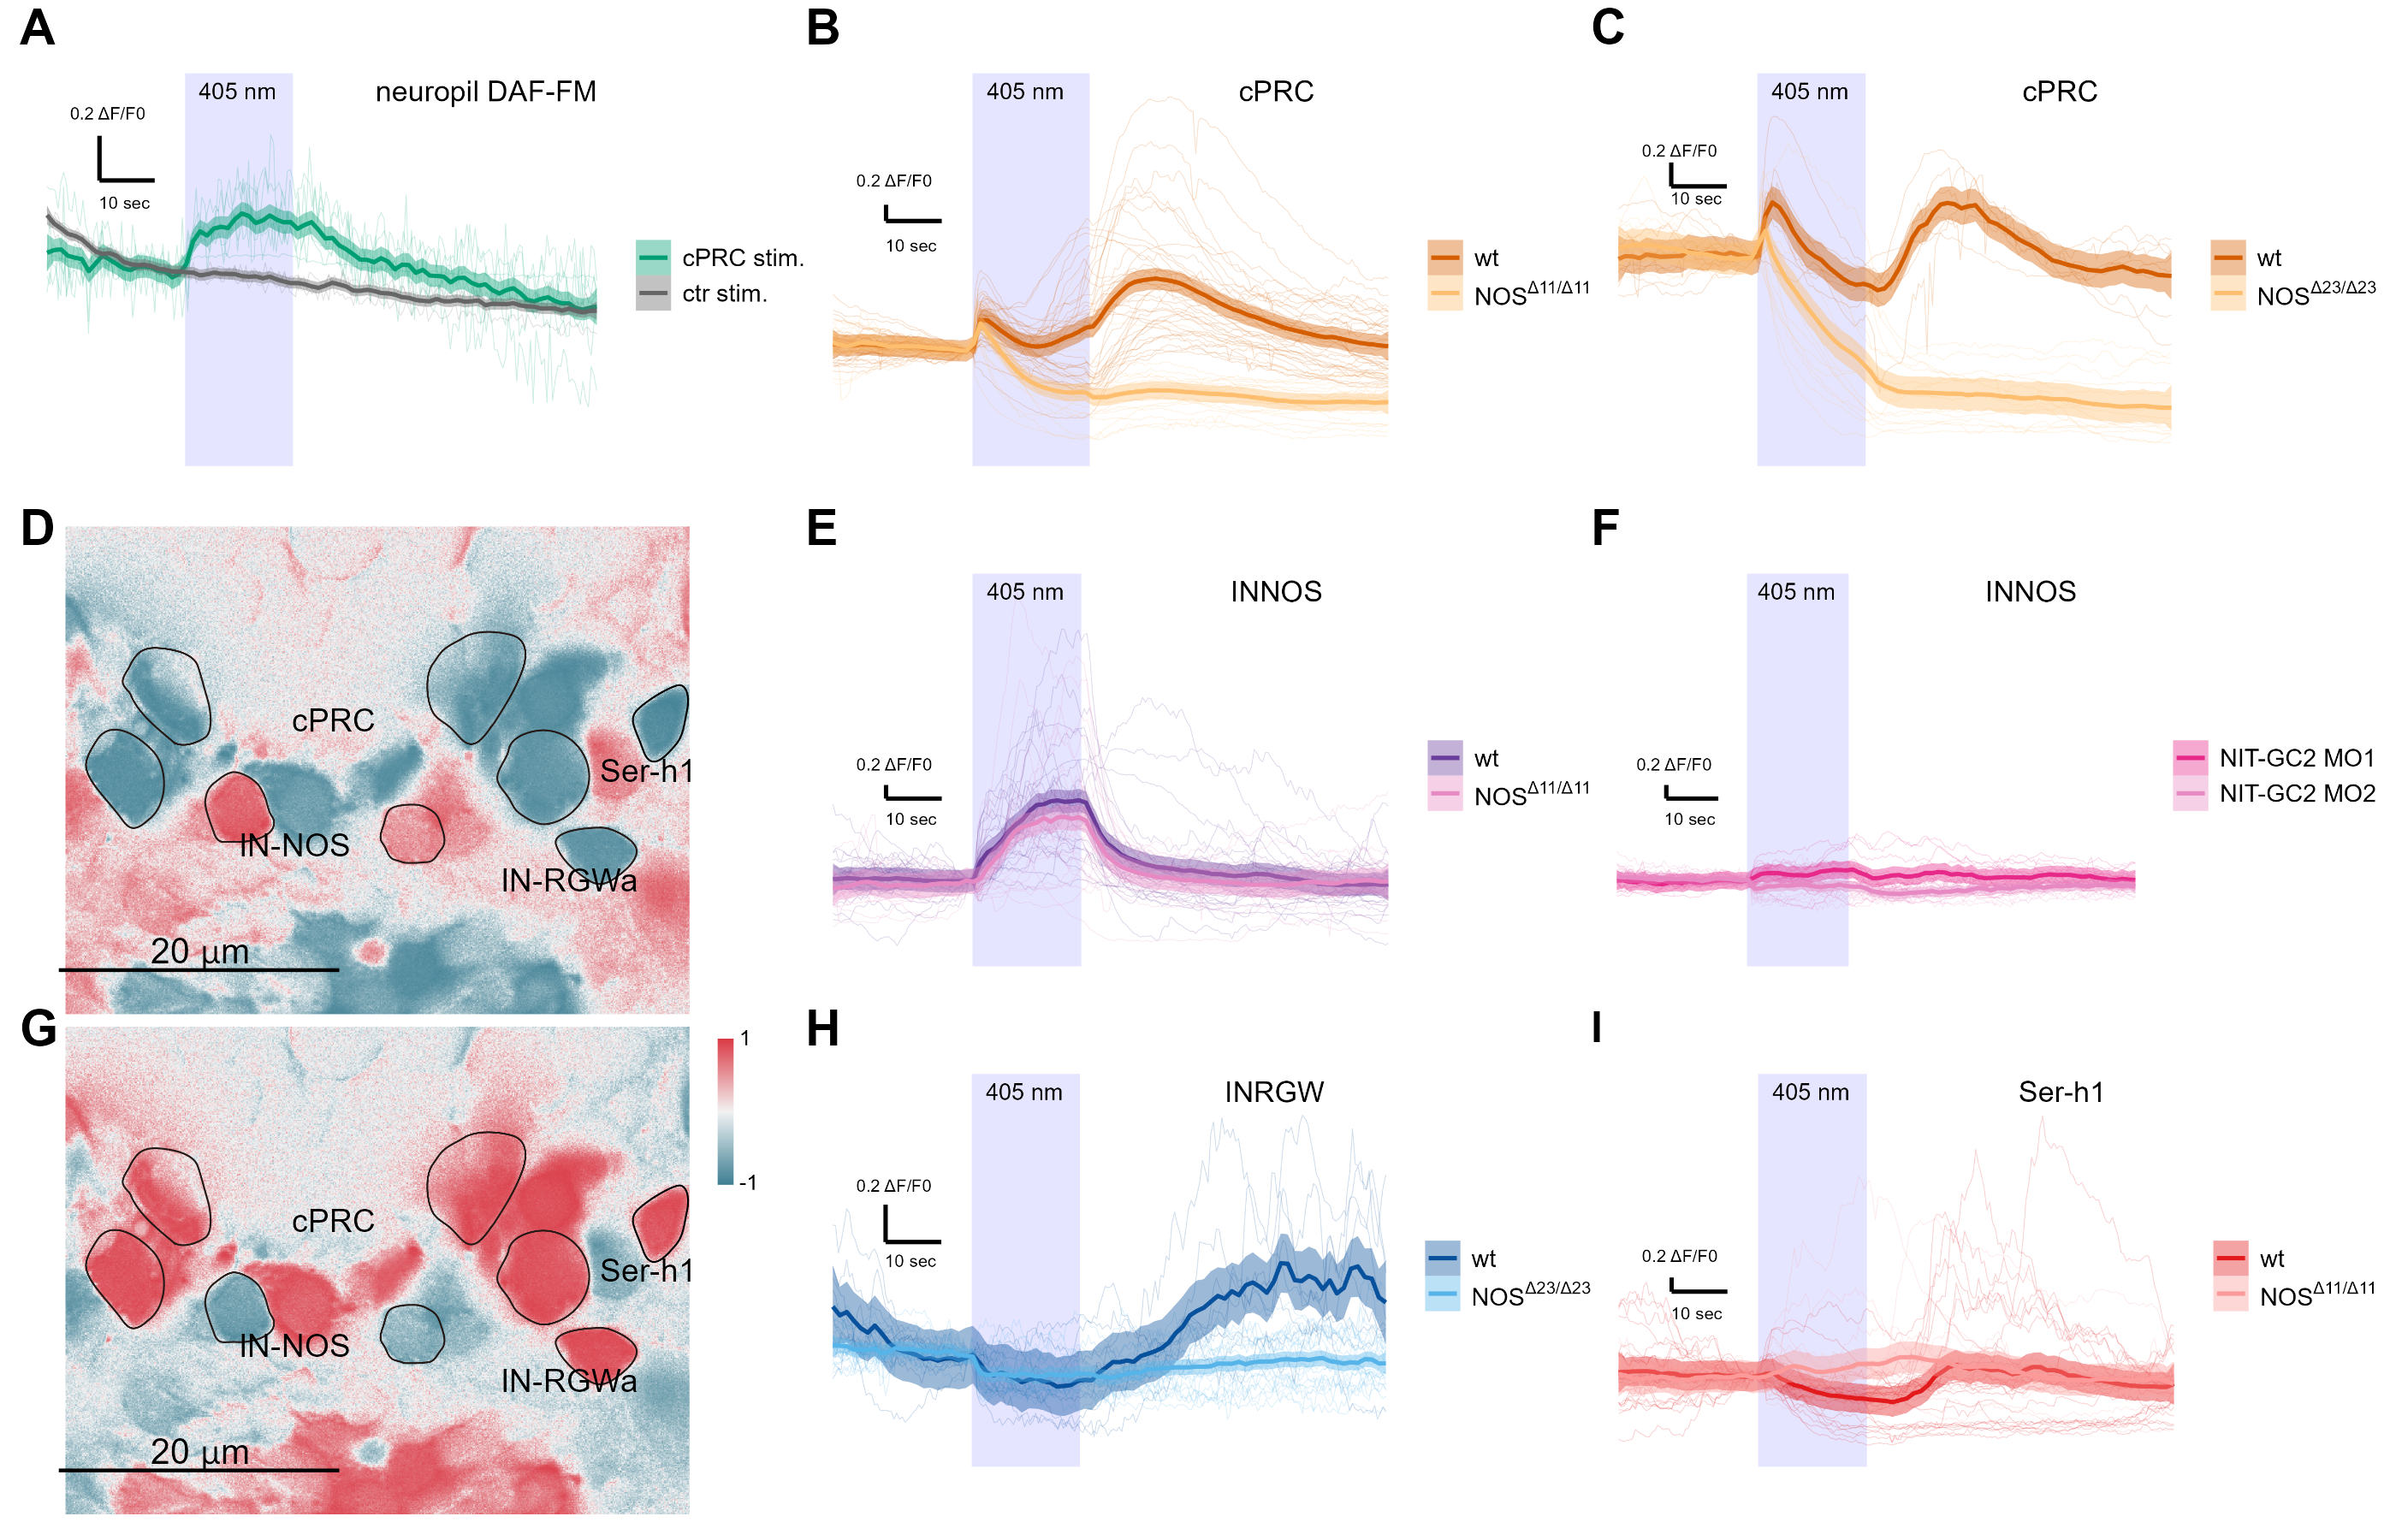 A
405 nm
neuropil DAF-FM
0.2 ΔF/F0
10 sec
cPRC stim.
ctr stim.
B
405 nm
cPRC
0.2 ΔF/F0
10 sec
wt
NOSΔ11/Δ11
C
405 nm
cPRC
0.2 ΔF/F0
10 sec
wt
NOSΔ23/Δ23
D
cPRC
Ser-h1
IN-NOS
IN-RGWa
20 µm
E
405 nm
INNOS
0.2 ΔF/F0
10 sec
wt
NOSΔ11/Δ11
F
405 nm
INNOS
0.2 ΔF/F0
10 sec
NIT-GC2 MO1
NIT-GC2 MO2
G
1
-1
cPRC
Ser-h1
IN-NOS
IN-RGWa
20 µm
H
405 nm
INRGW
0.2 ΔF/F0
10 sec
wt
NOSΔ23/Δ23
I
405 nm
Ser-h1
0.2 ΔF/F0
10 sec
wt
NOSΔ11/Δ11